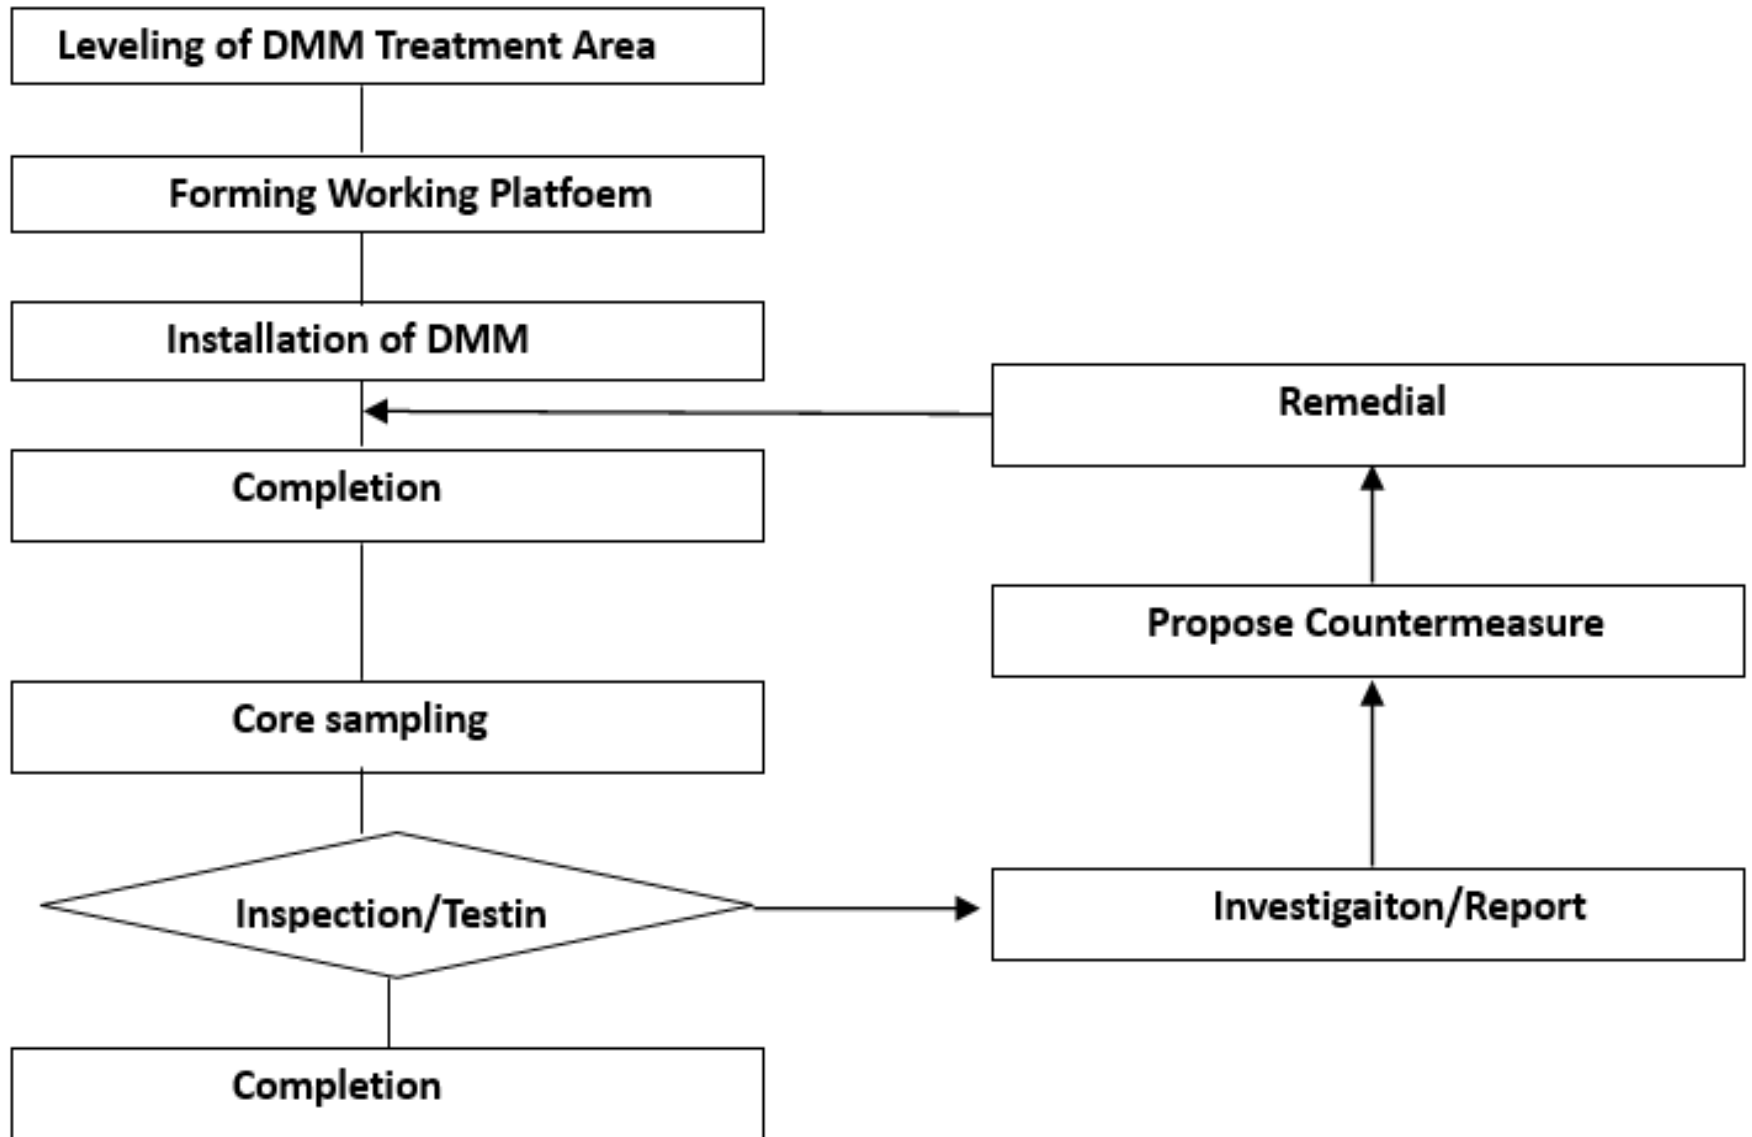 Leveling of DMM Treatment Area
Forming Working Platfoem
Installation of DMM
Remedial
Completion
Propose Countermeasure
Core sampling
Inspection/Testin
Investigaiton/Report
Completion